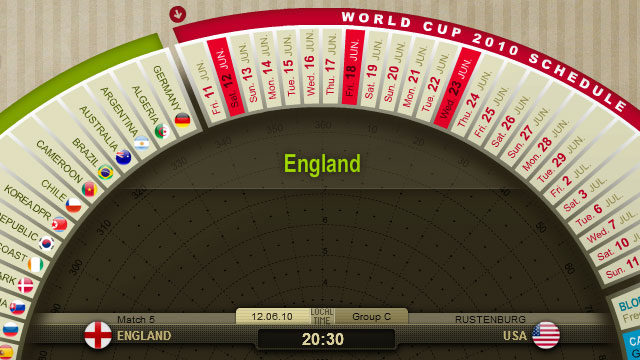 WORLD CUP 2010 SCHEDULE
GERMANY
ALGERIA
ARGENTINA
AUSTRALIA
BRAZIL
CAMEROON
CHILE
KOREA DPR
REPUBLIC
COAST
ARK
Fri. 11 JUN.
Sat. 12 JUN.
Sun. 13 JUN.
Mon. 14 JUN.
Tue. 15 JUN.
Wed. 16 JUN.
Thu. 17 JUN.
Fri. 18 JUN.
Sat. 19 JUN.
Sun. 20 JUN.
Mon. 21 JUN.
Tue. 22 JUN.
Wed. 23 JUN.
Thu. 24 JUN.
Fri. 25 JUN.
Sat. 26 JUN.
Sun. 27 JUN.
Mon. 28 JUN.
Tue. 29 JUN.
Fri. 2 JUL.
Sat. 3 JUL.
Tue. 6 JUL.
Wed. 7 JUL.
Sat. 10 JUL.
Sun. 11
England
Match 5
12.06.10
LOCAL TIME
Group C
RUSTENBURG
ENGLAND
20:30
USA